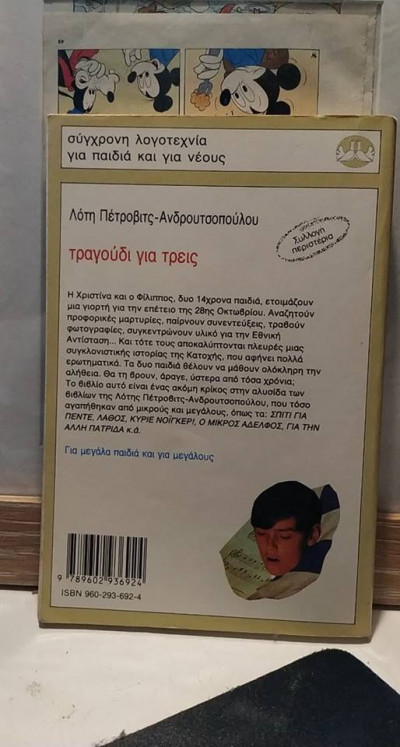 σύγχρονη λογοτεχνία
για παιδιά και για νέους
Λότη Πέτροβιτς-Ανδρουτσοπούλου
Συλλογή
περιστέρια
τραγούδι για τρεις
Η Χριστίνα και ο Φίλιππος, δυο 14χρονα παιδιά, ετοιμάζουν
μια γιορτή για την επέτειο της 28ης Οκτωβρίου. Αναζητούν
προφορικές μαρτυρίες, παίρνουν συνεντεύξεις, τραβούν
φωτογραφίες, συγκεντρώνουν υλικό για την Εθνική
Αντίσταση... Και τότε τους αποκαλύπτονται πλευρές μιας
συγκλονιστικής ιστορίας της Κατοχής, που αφήνει πολλά
ερωτηματικά. Τα δυο παιδιά θέλουν να μάθουν ολόκληρη την
αλήθεια. Θα τη βρουν, άραγε, ύστερα από τόσα χρόνια;
Το βιβλίο αυτό είναι ένας ακόμη κρίκος στην αλυσίδα των
βιβλίων της Λότης Πέτροβιτς-Ανδρουτσοπούλου, που τόσο
αγαπήθηκαν από μικρούς και μεγάλους, όπως τα: ΣΠΙΤΙ ΓΙΑ
ΠΕΝΤΕ, ΛΑΘΟΣ, ΚΥΡΙΕ ΝΟΪΓΚΕΡ!, Ο ΜΙΚΡΟΣ ΑΔΕΛΦΟΣ, ΓΙΑ ΤΗΝ
ΑΛΛΗ ΠΑΤΡΙΔΑ κ.ά.
Για μεγάλα παιδιά και για μεγάλους
9 789602 936924
ISBN 960-293-692-4